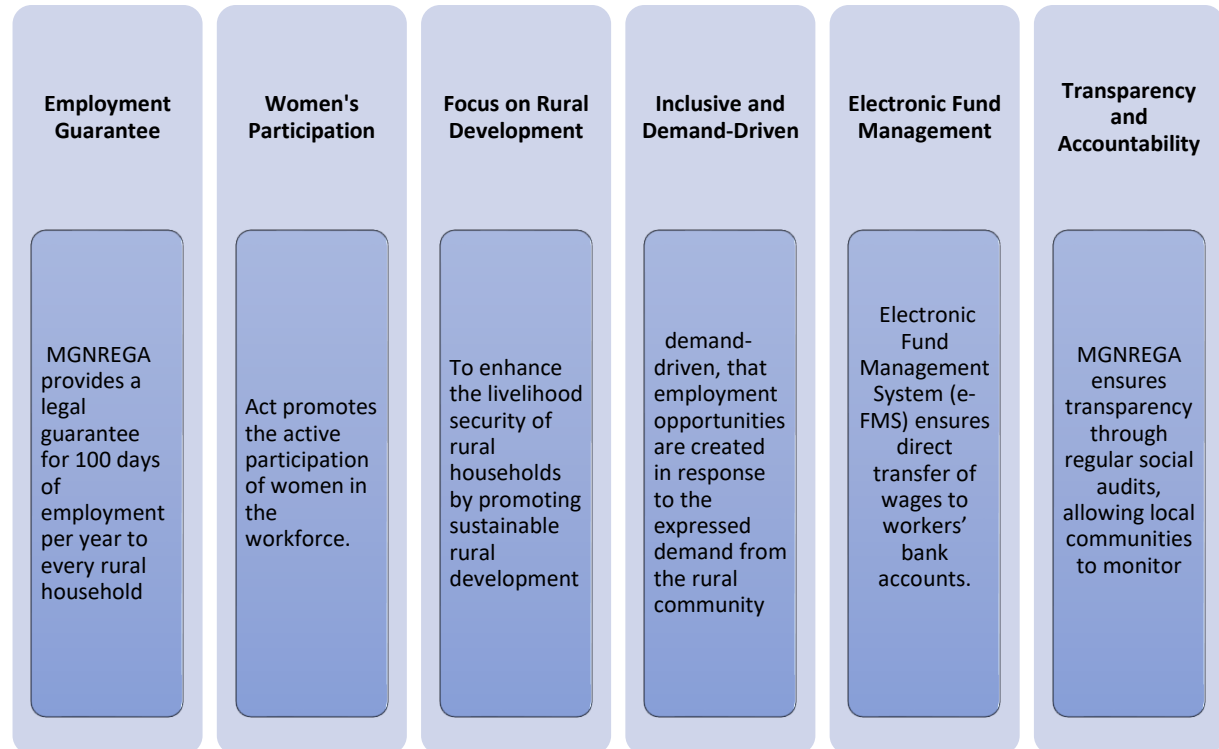 Employment
Guarantee
MGNREGA
provides a
legal
guarantee
for 100 days
of
employment
per year to
every rural
household
Women's
Participation
Act promotes
the active
participation
of women in
the
workforce.
Focus on Rural
Development
To enhance
the livelihood
security of
rural
households
by promoting
sustainable
rural
development
Inclusive and
Demand-Driven
demand-
driven, that
employment
opportunities
are created
in response
to the
expressed
demand from
the rural
community
Electronic Fund
Management
Electronic
Fund
Management
System (e-
FMS) ensures
direct
transfer of
wages to
workers’
bank
accounts.
Transparency
and
Accountability
MGNREGA
ensures
transparency
through
regular social
audits,
allowing local
communities
to monitor